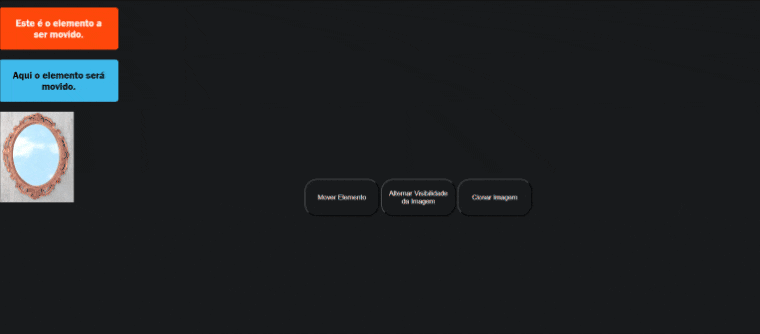 Este é o elemento a
ser movido.
Aqui o elemento será
movido.
Mover Elemento
Alternar Visibilidade
da Imagem
Clonar Imagem